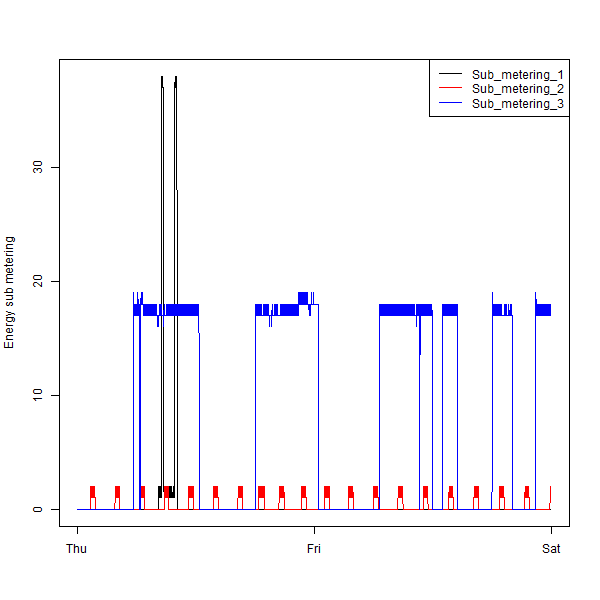 Sub_metering_1
Sub_metering_2
Sub_metering_3
Energy sub metering
30
20
10
0
Thu
Fri
Sat